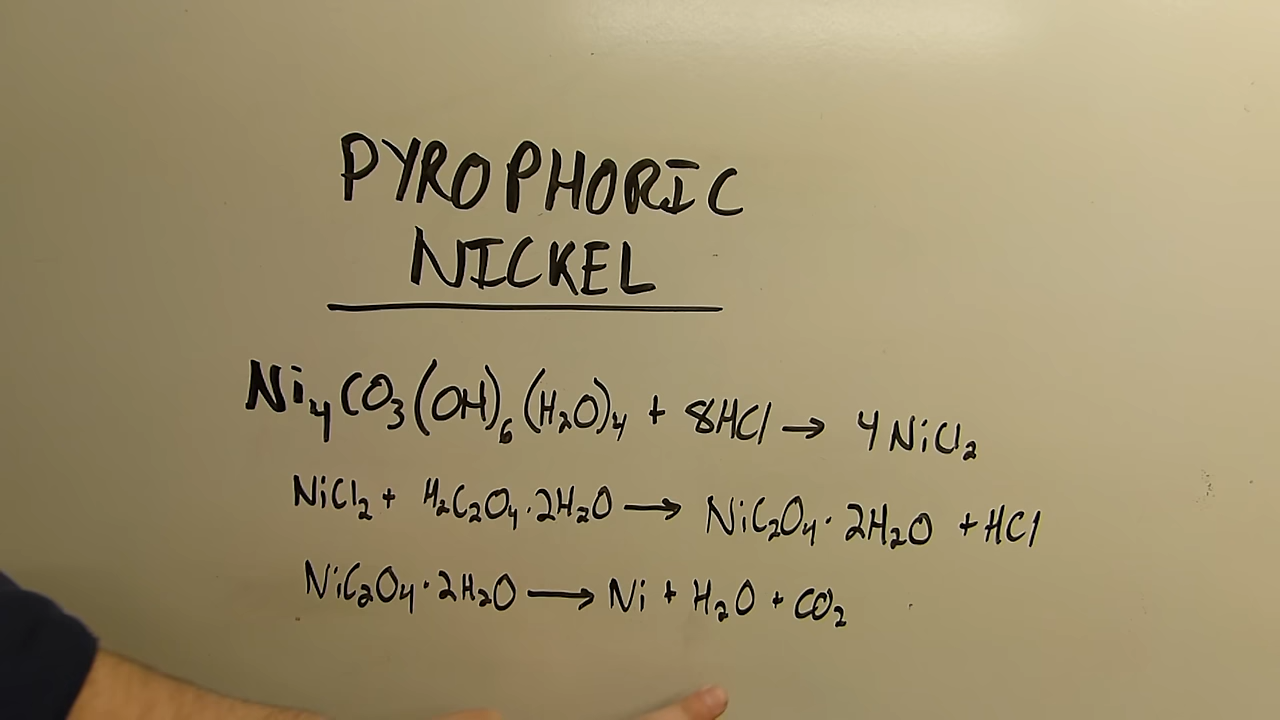 PYROPHORIC
NICKEL
Ni₄CO₃(OH)₆(H₂O)₄ + 8HCl → 4NiCl₂
NiCl₂ + H₂C₂O₄·2H₂O → NiC₂O₄·2H₂O + HCl
NiC₂O₄·2H₂O → Ni + H₂O + CO₂